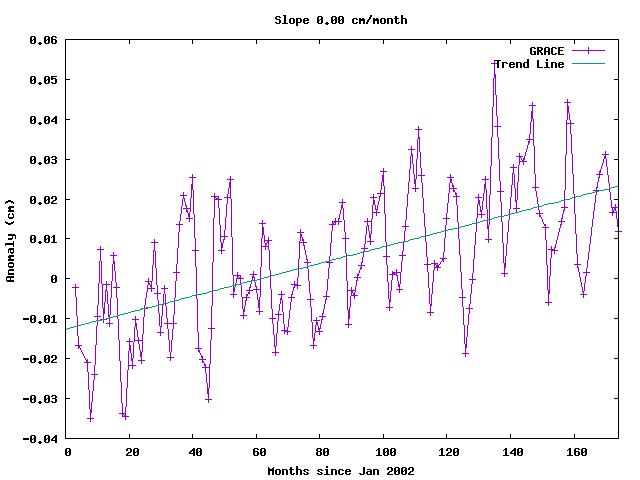 Slope 0.00 cm/month
GRACE
Trend Line
Anomaly (cm)
0.06
0.05
0.04
0.03
0.02
0.01
0
-0.01
-0.02
-0.03
-0.04
0 20 40 60 80 100 120 140 160
Months since Jan 2002